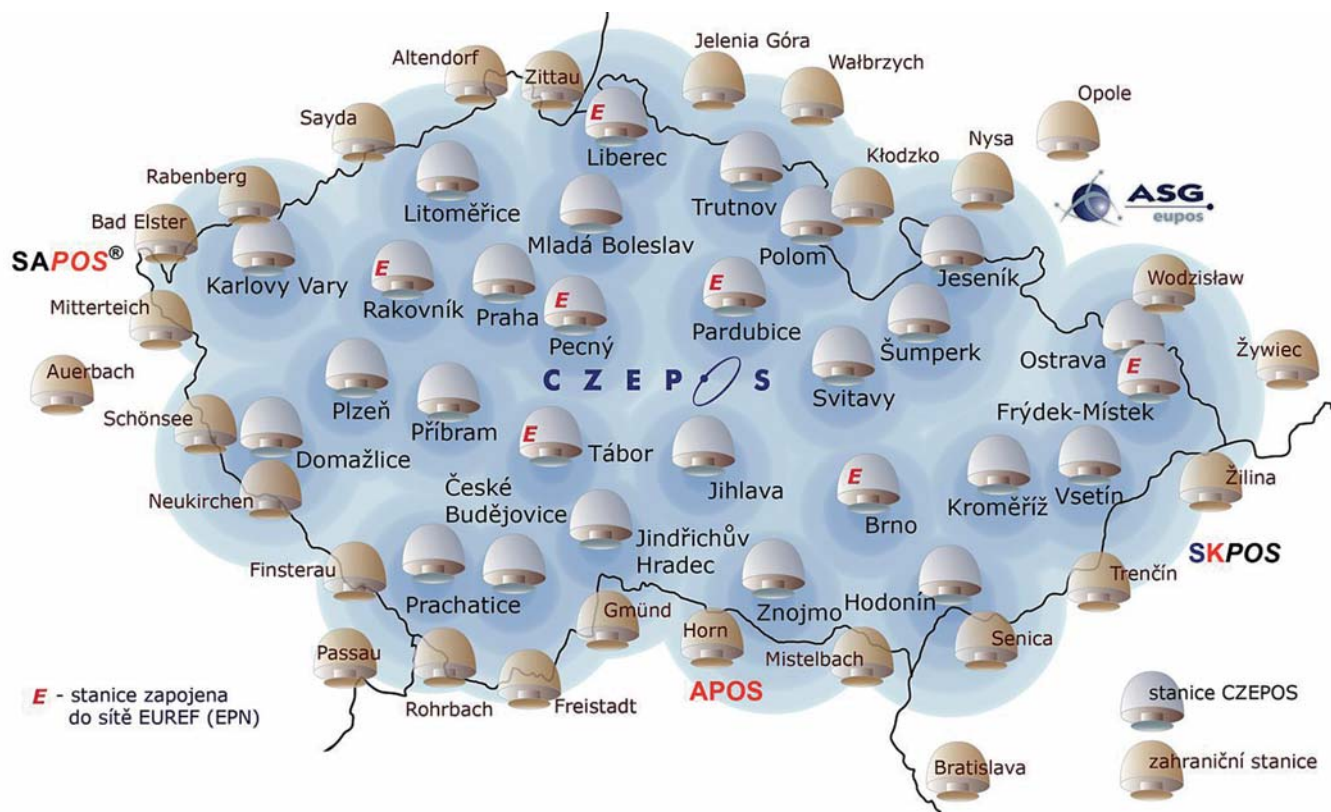 Jelenia Góra
Altendorf
Zittau
Wałbrzych
Opole
Sayda
E
Liberec
Nysa
Kłodzko
Rabenberg
Litoměřice
Trutnov
ASG
eupos
Bad Elster
Mladá Boleslav
Polom
SAPOS®
Karlovy Vary
E
Rakovník
Praha
E
Pecný
E
Pardubice
Jeseník
Wodzisław
Mitterteich
Šumperk
Ostrava
E
Żywiec
Auerbach
CZEPOS
Plzeň
Svitavy
Frýdek-Místek
Schönsee
Příbram
Domažlice
E
Tábor
Jihlava
E
Brno
Kroměříž
Vsetín
Žilina
Neukirchen
České
Budějovice
Jindřichův
Hradec
SKPOS
Finsterau
Prachatice
Gmünd
Znojmo
Hodonín
Trenčín
Passau
Horn
Mistelbach
Senica
E - stanice zapojena
do sítě EUREF (EPN)
Rohrbach
Freistadt
APOS
stanice CZEPOS
Bratislava
zahraniční stanice